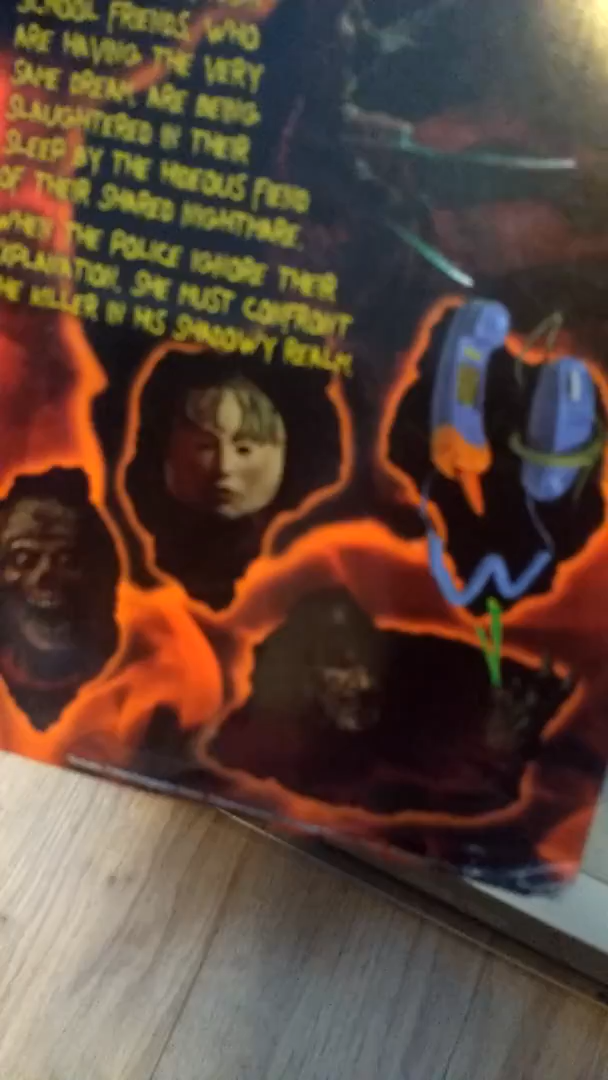 SCHOOL FRIENDS, WHO
ARE HAVING THE VERY
SAME DREAM, ARE BEING
SLAUGHTERED IN THEIR
SLEEP BY THE HIDEOUS FIEND
OF THEIR SHARED NIGHTMARE.
WHEN THE POLICE IGNORE THEIR
EXPLANATION, SHE MUST CONFRONT
THE KILLER IN HIS SHADOWY REALM.